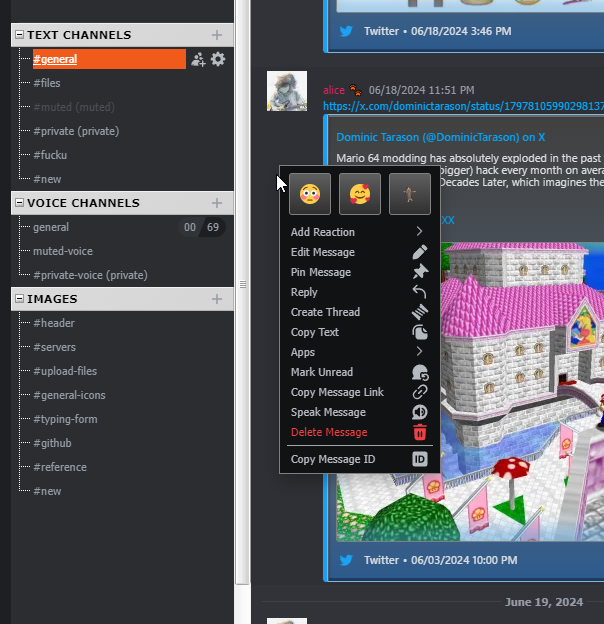 TEXT CHANNELS
#general
#files
#muted (muted)
#private (private)
#fucku
#new
VOICE CHANNELS
general 00 69
muted-voice
#private-voice (private)
IMAGES
#header
#servers
#upload-files
#general-icons
#typing-form
#github
#reference
#new
Twitter • 06/18/2024 3:46 PM
alice 06/18/2024 11:51 PM
https://x.com/dominictarason/status/17978105990298137
Dominic Tarason (@DominicTarason) on X
Mario 64 modding has absolutely exploded in the past
bigger) hack every month on avera
Decades Later, which imagines the
XX
Add Reaction
Edit Message
Pin Message
Reply
Create Thread
Copy Text
Apps
Mark Unread
Copy Message Link
Speak Message
Delete Message
Copy Message ID ID
Twitter • 06/03/2024 10:00 PM
June 19, 2024